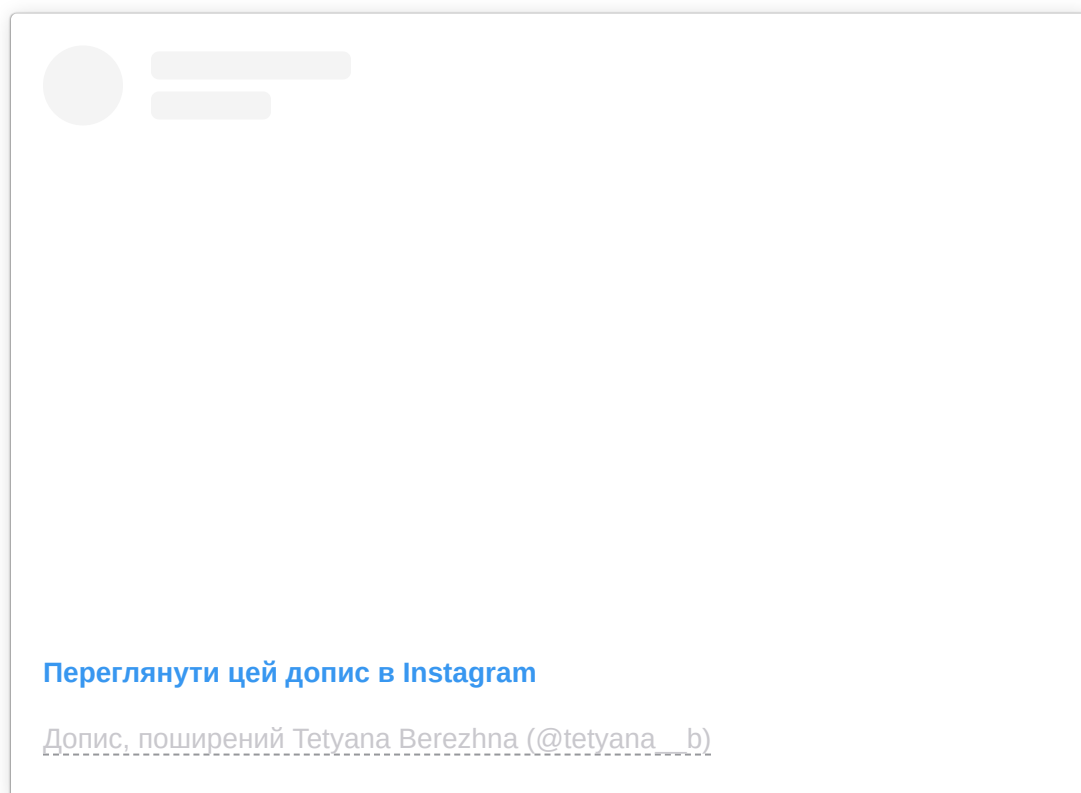 Переглянути цей допис в Instagram
Допис, поширений Tetyana Berezhna (@tetyana__b)